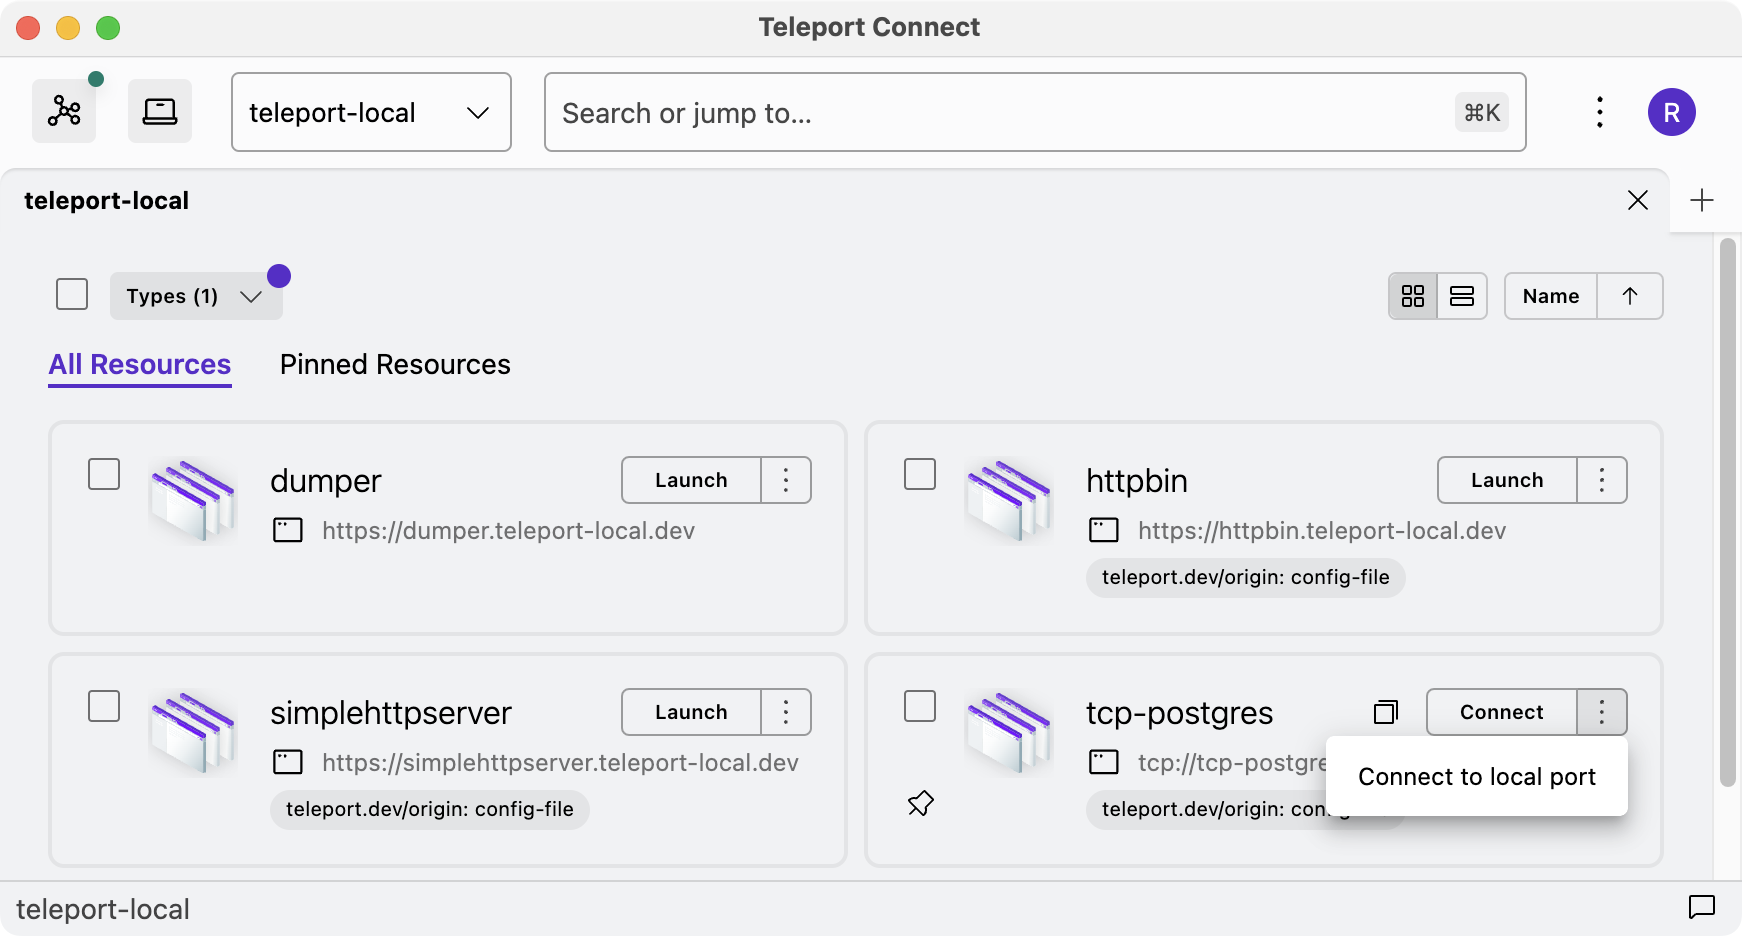 Teleport Connect
teleport-local
Search or jump to...
⌘K
R
teleport-local
Types (1)
Name
All Resources
Pinned Resources
dumper
Launch
https://dumper.teleport-local.dev
httpbin
Launch
https://httpbin.teleport-local.dev
teleport.dev/origin: config-file
simplehttpserver
Launch
https://simplehttpserver.teleport-local.dev
teleport.dev/origin: config-file
tcp-postgres
Connect
tcp://tcp-postgre
Connect to local port
teleport.dev/origin:
teleport-local